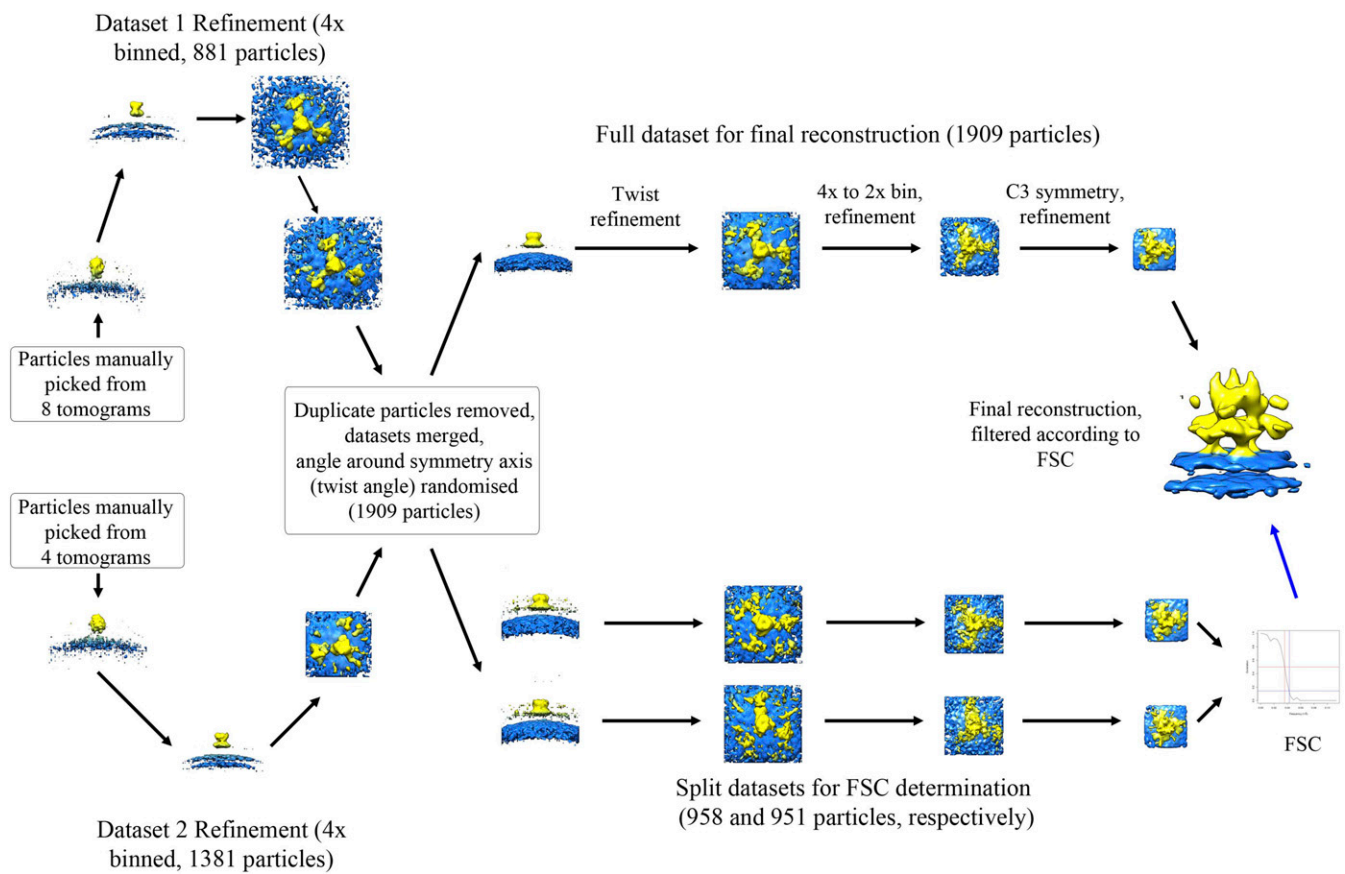 Dataset 1 Refinement (4x
binned, 881 particles)
Full dataset for final reconstruction (1909 particles)
Twist
refinement
4x to 2x bin,
refinement
C3 symmetry,
refinement
Particles manually
picked from
8 tomograms
Duplicate particles removed,
datasets merged,
angle around symmetry axis
(twist angle) randomised
(1909 particles)
Final reconstruction,
filtered according to
FSC
Particles manually
picked from
4 tomograms
FSC
Split datasets for FSC determination
(958 and 951 particles, respectively)
Dataset 2 Refinement (4x
binned, 1381 particles)